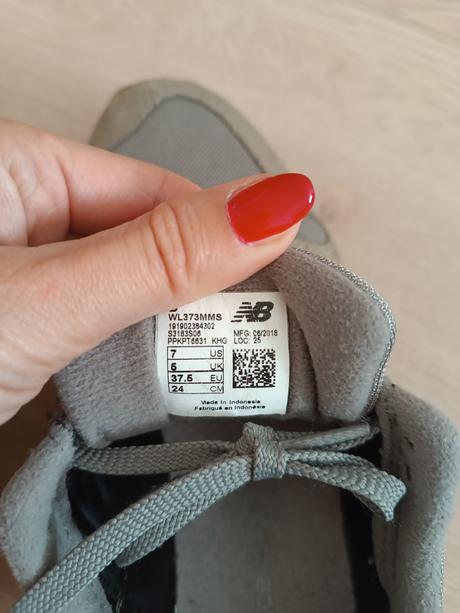 WL373MMS
191902384302
S3183S06
PPKPT6631 KHG
MFG: 06/2018
LOC: 25
NB
7 US
5 UK
37.5 EU
24 CM
Made in Indonesia
Fabriqué en Indonésie